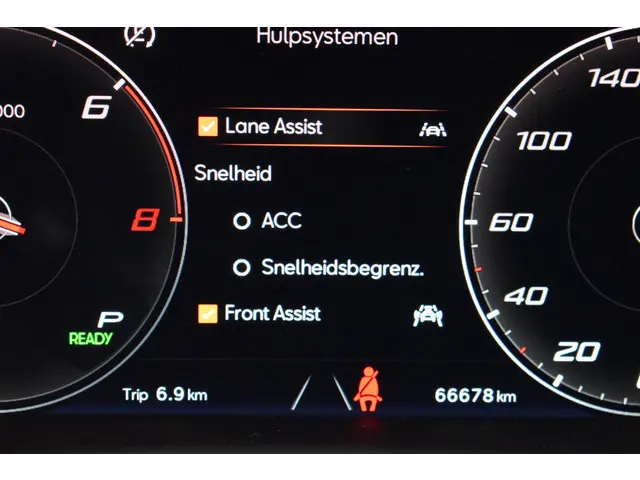 Hulpsystemen
000
6
Lane Assist
140
100
Snelheid
8
ACC
60
Snelheidsbegrenz.
P
READY
Front Assist
40
20
Trip 6.9 km
66678 km